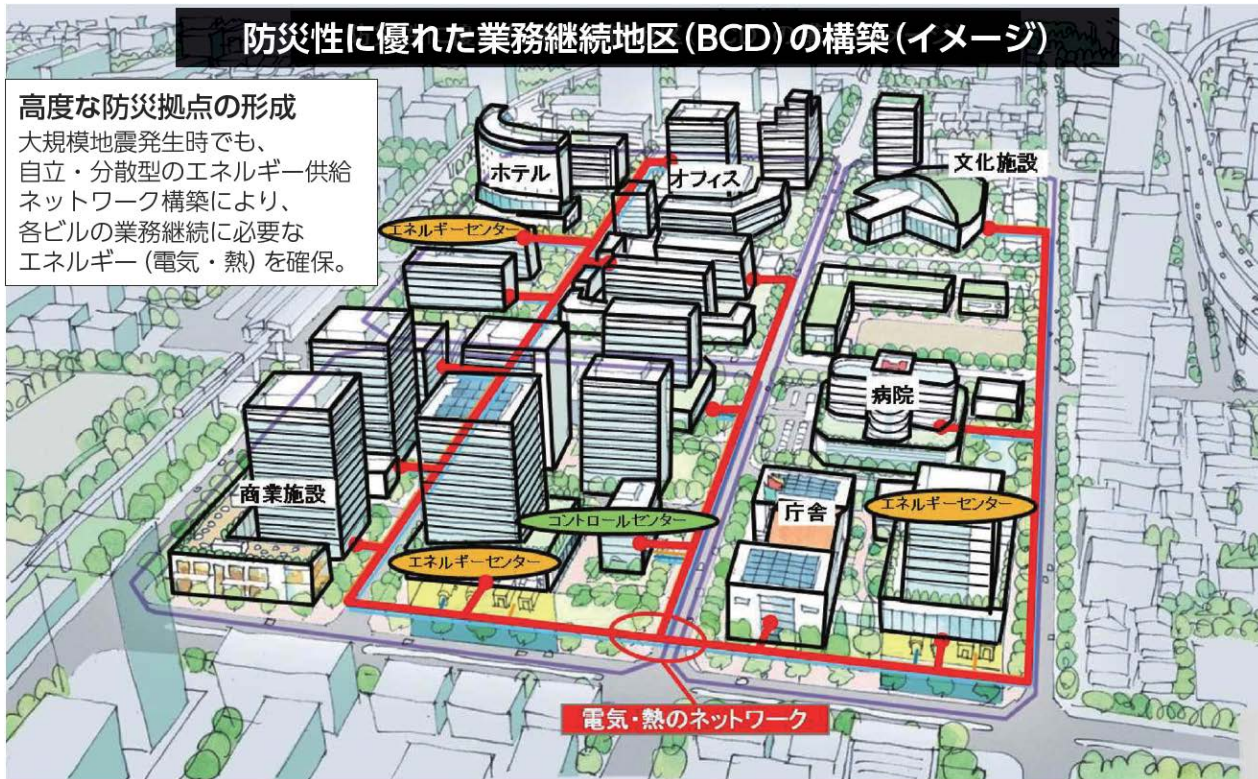 防災性に優れた業務継続地区(BCD)の構築(イメージ)
高度な防災拠点の形成
大規模地震発生時でも、
自立・分散型のエネルギー供給
ネットワーク構築により、
各ビルの業務継続に必要な
エネルギー(電気・熱)を確保。
ホテル
オフィス
文化施設
エネルギーセンター
病院
商業施設
コントロールセンター
庁舎
エネルギーセンター
エネルギーセンター
電気・熱のネットワーク